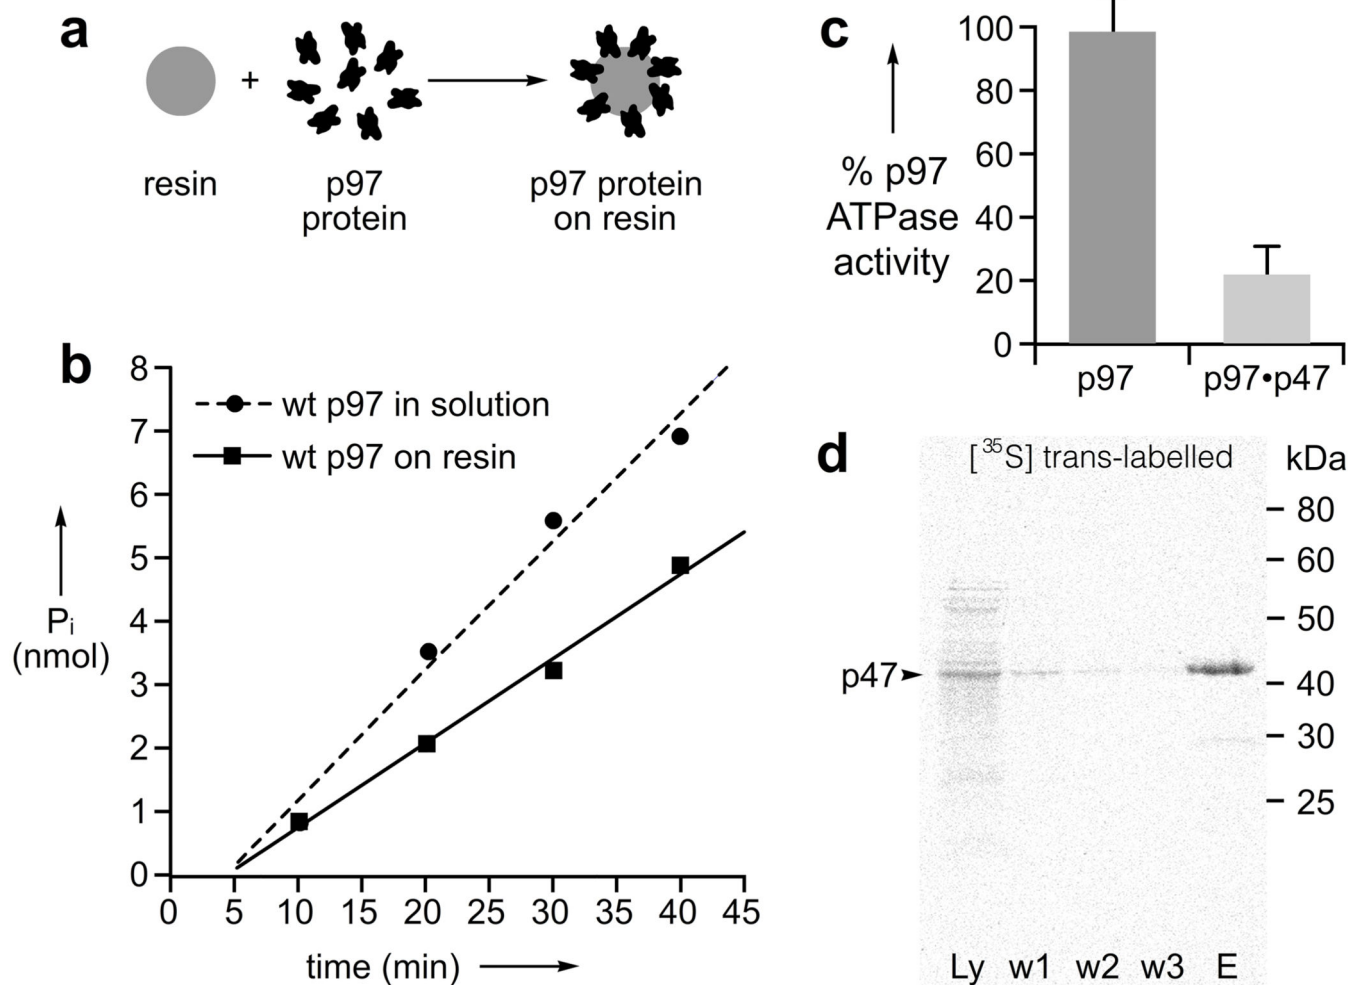 a
resin
+
p97
protein
p97 protein
on resin
b
8
7
6
5
4
3
2
1
0
Pi
(nmol)
wt p97 in solution
wt p97 on resin
0 5 10 15 20 25 30 35 40 45
time (min)
c
100
80
60
40
20
0
% p97
ATPase
activity
p97 p97•p47
d
[³⁵S] trans-labelled
kDa
80
60
50
40
30
25
p47
Ly w1 w2 w3 E